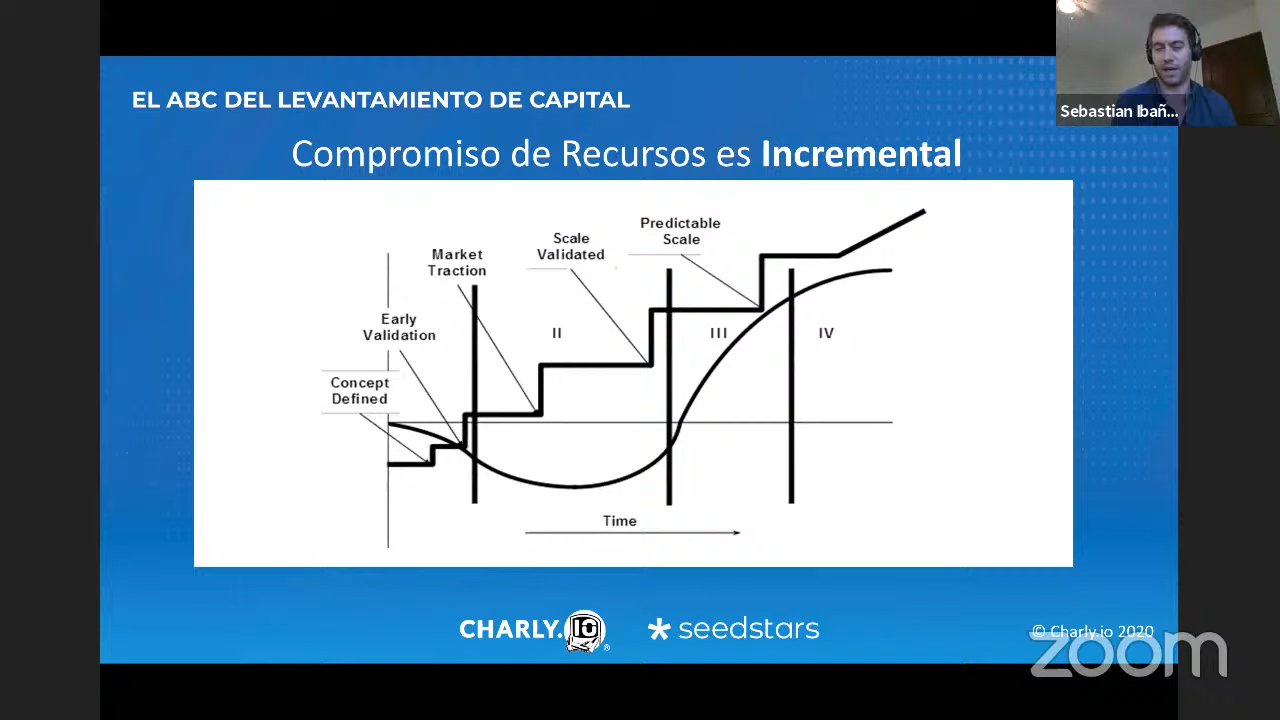 EL ABC DEL LEVANTAMIENTO DE CAPITAL
Sebastian Ibañ...
Compromiso de Recursos es Incremental
Predictable
Scale
Scale
Validated
Market
Traction
Early
Validation
II
III
IV
Concept
Defined
Time
CHARLY.IO
®
seedstars
© Charly.io 2020
zoom